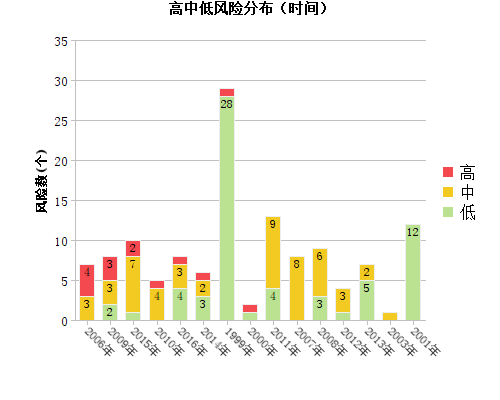 高中低风险分布（时间）
风险数(个)
35
30
25
20
15
10
5
0
4
3
3
3
2
2
7
4
3
4
2
3
28
9
4
8
6
3
3
2
5
12
2006年
2009年
2015年
2010年
2016年
2014年
1999年
2000年
2011年
2007年
2008年
2012年
2013年
2003年
2001年
高
中
低